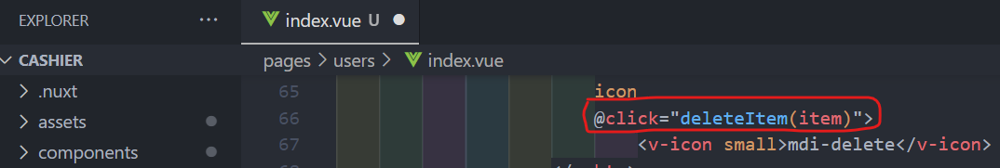 EXPLORER ...
index.vue U
CASHIER
pages > users > index.vue
> .nuxt
65 icon
66 @click="deleteItem(item)">
> assets
67 <v-icon small>mdi-delete</v-icon>
> components